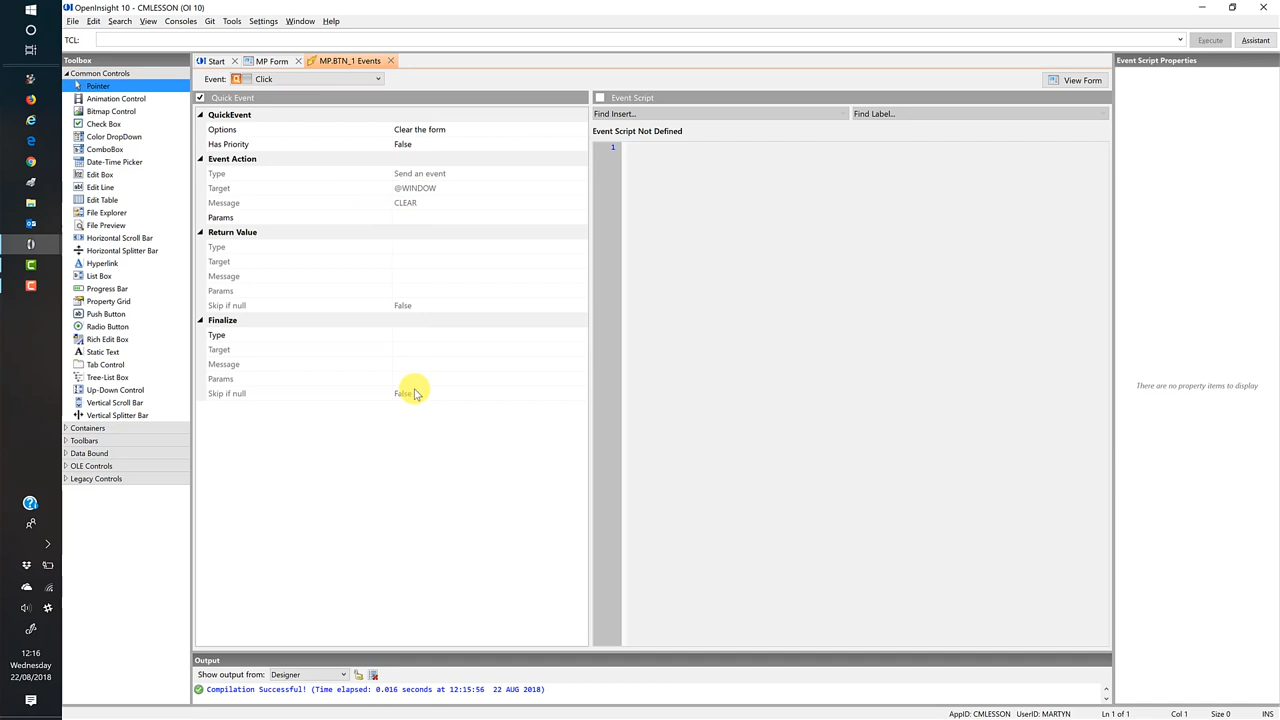 OpenInsight 10 - CMLESSON (OI 10)
File Edit Search View Consoles Git Tools Settings Window Help
TCL: Execute Assistant
Toolbox
Common Controls
Pointer
Animation Control
Bitmap Control
Check Box
Color DropDown
ComboBox
Date-Time Picker
Edit Box
Edit Line
Edit Table
File Explorer
File Preview
Horizontal Scroll Bar
Horizontal Splitter Bar
Hyperlink
List Box
Progress Bar
Property Grid
Push Button
Radio Button
Rich Edit Box
Static Text
Tab Control
Tree-List Box
Up-Down Control
Vertical Scroll Bar
Vertical Splitter Bar
Containers
Toolbars
Data Bound
OLE Controls
Legacy Controls
Start MP Form MP.BTN_1 Events
Event: Click View Form
Quick Event
QuickEvent
Options Clear the form
Has Priority False
Event Action
Type Send an event
Target @WINDOW
Message CLEAR
Params
Return Value
Type
Target
Message
Params
Skip if null False
Finalize
Type
Target
Message
Params
Skip if null False
Event Script
Find Insert... Find Label...
Event Script Not Defined
1
Event Script Properties
There are no property items to display
Output
Show output from: Designer
Compilation Successful! (Time elapsed: 0.016 seconds at 12:15:56 22 AUG 2018)
AppID: CMLESSON UserID: MARTYN Ln 1 of 1 Col 1 Size 0 INS
12:16
Wednesday
22/08/2018